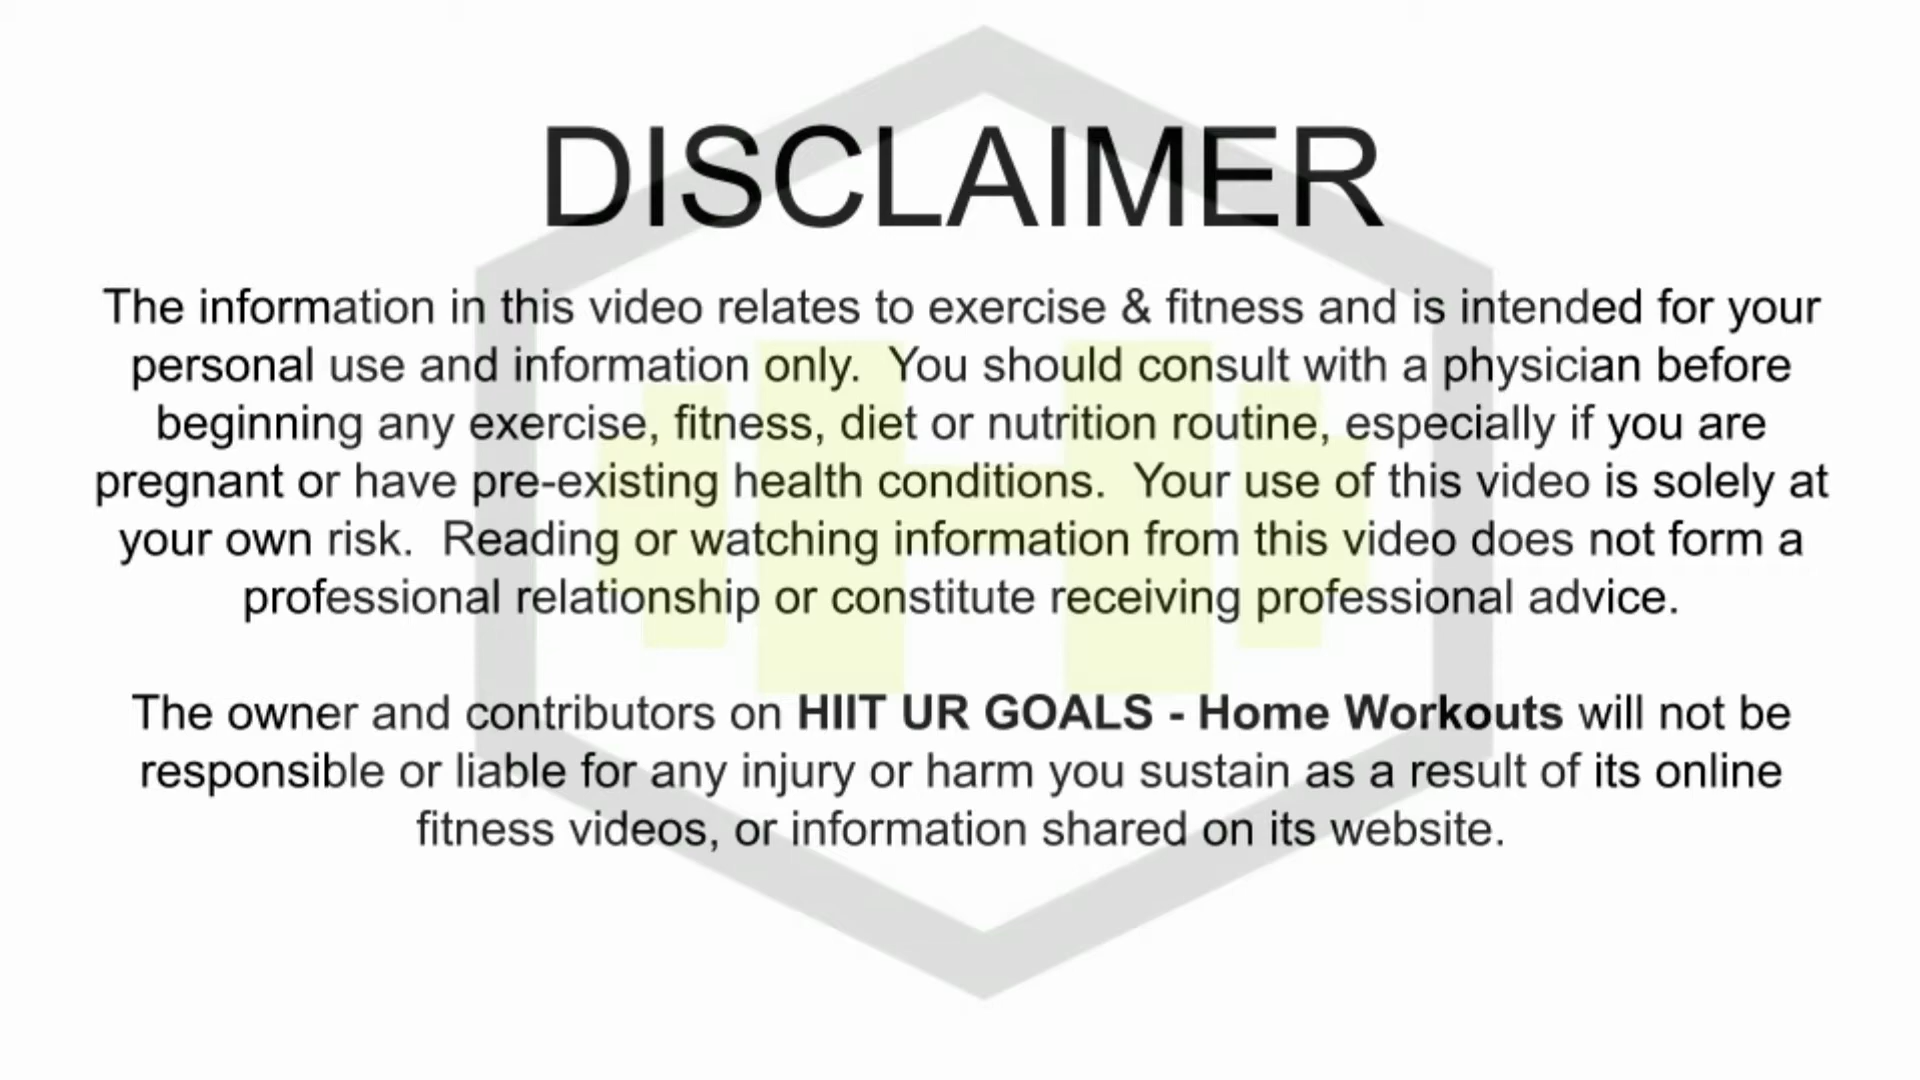 DISCLAIMER
The information in this video relates to exercise & fitness and is intended for your
personal use and information only.  You should consult with a physician before
beginning any exercise, fitness, diet or nutrition routine, especially if you are
pregnant or have pre-existing health conditions.  Your use of this video is solely at
your own risk.  Reading or watching information from this video does not form a
professional relationship or constitute receiving professional advice.
The owner and contributors on HIIT UR GOALS - Home Workouts will not be
responsible or liable for any injury or harm you sustain as a result of its online
fitness videos, or information shared on its website.